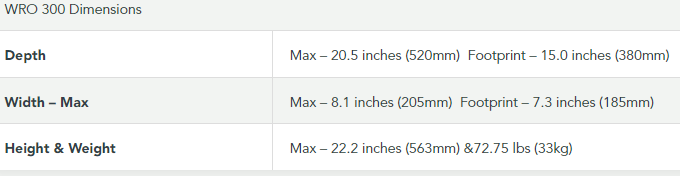 WRO 300 Dimensions
Depth Max – 20.5 inches (520mm) Footprint – 15.0 inches (380mm)
Width – Max Max – 8.1 inches (205mm) Footprint – 7.3 inches (185mm)
Height & Weight Max – 22.2 inches (563mm) &72.75 lbs (33kg)